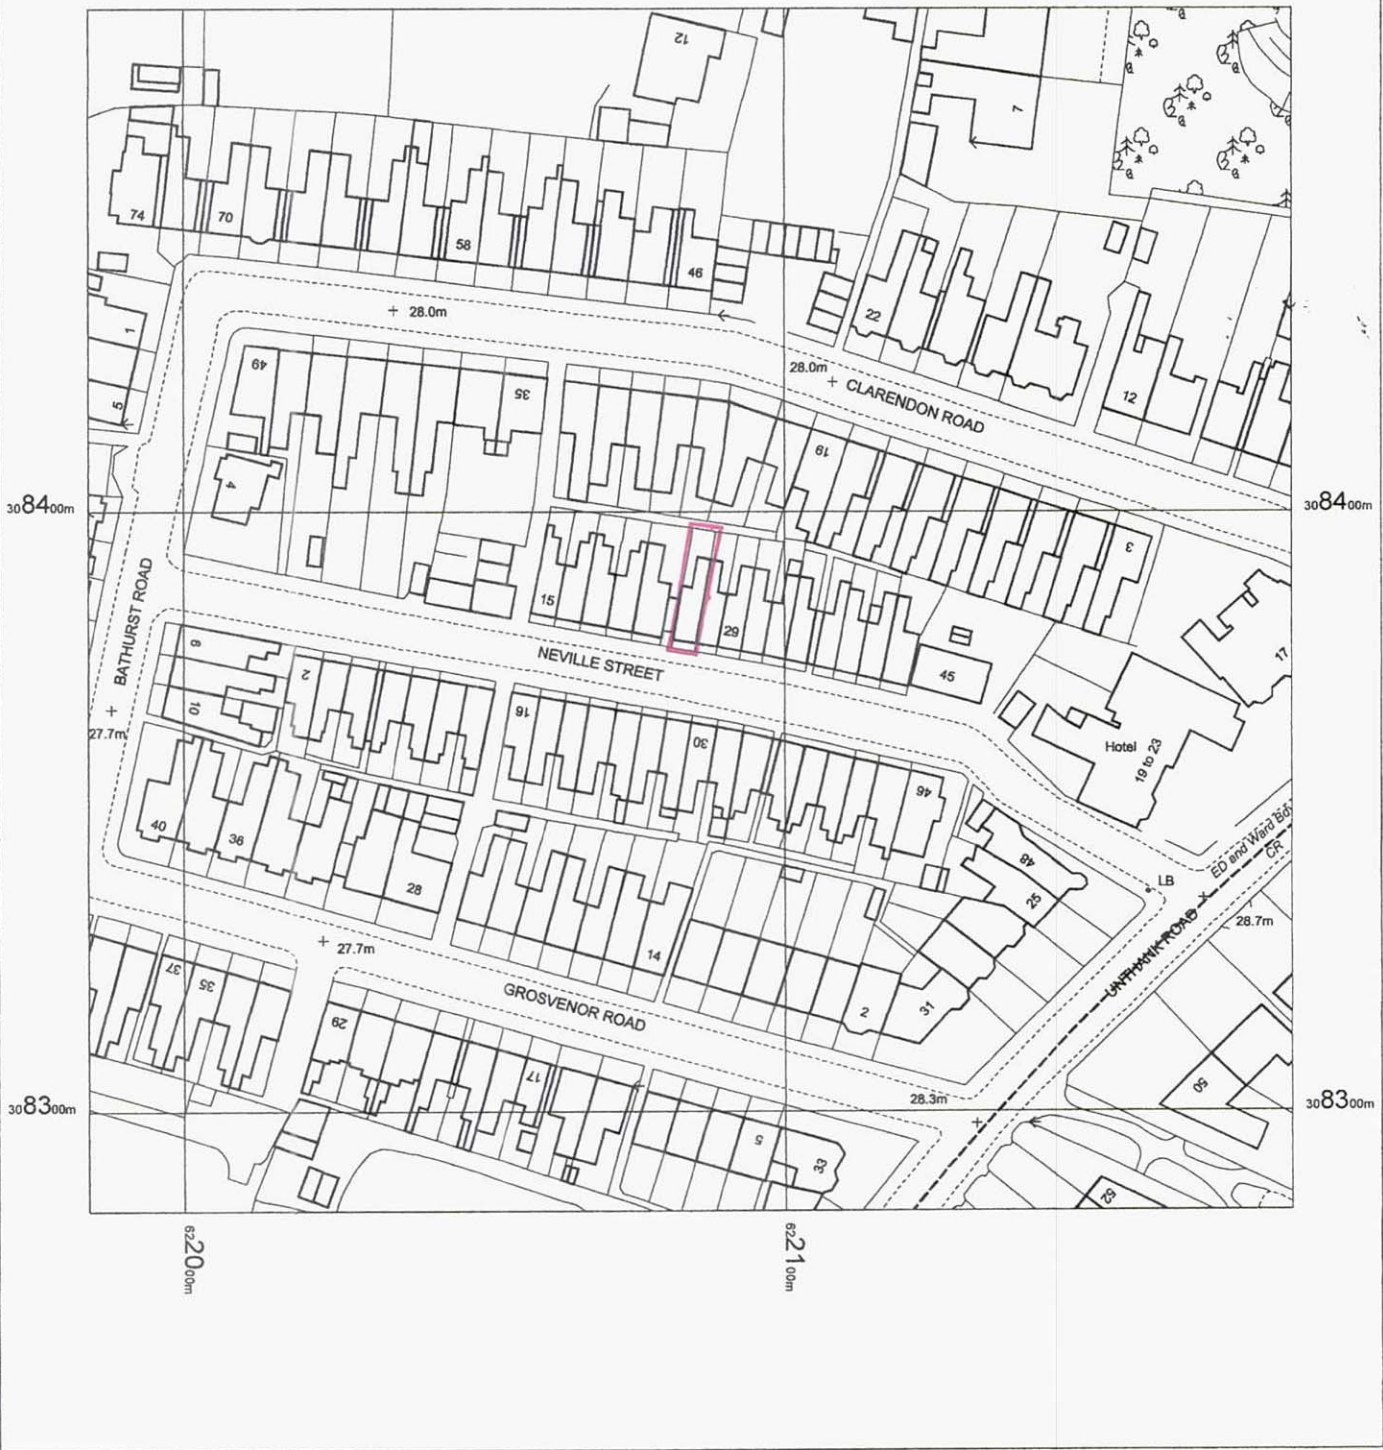 12
7
74
70
58
46
22
12
28.0m
28.0m
CLARENDON ROAD
1
5
49
35
19
3
4
3084 00m
3084 00m
BATHURST ROAD
15
29
45
17
NEVILLE STREET
6
10
2
16
30
46
27.7m
Hotel
19 to 23
40
36
28
14
48
25
LB
ED and Ward Bdy
CR
28.7m
UNTHANK ROAD
27.7m
37
35
GROSVENOR ROAD
2
31
29
17
5
33
28.3m
50
52
3083 00m
3083 00m
6220 00m
6221 00m